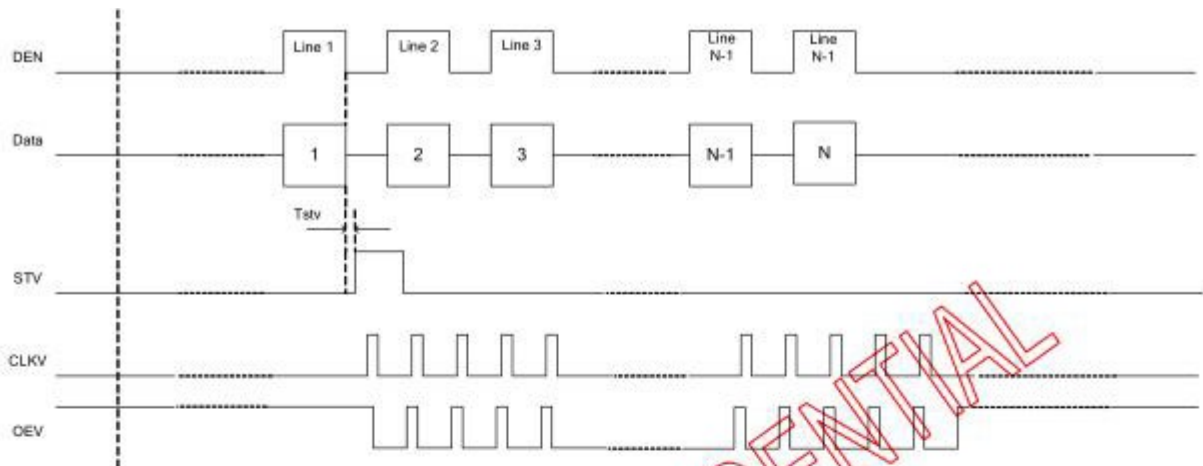 DEN
Line 1
Line 2
Line 3
Line
N-1
Line
N-1
Data
1
2
3
N-1
N
Tstv
STV
CLKV
OEV
ENTIAL